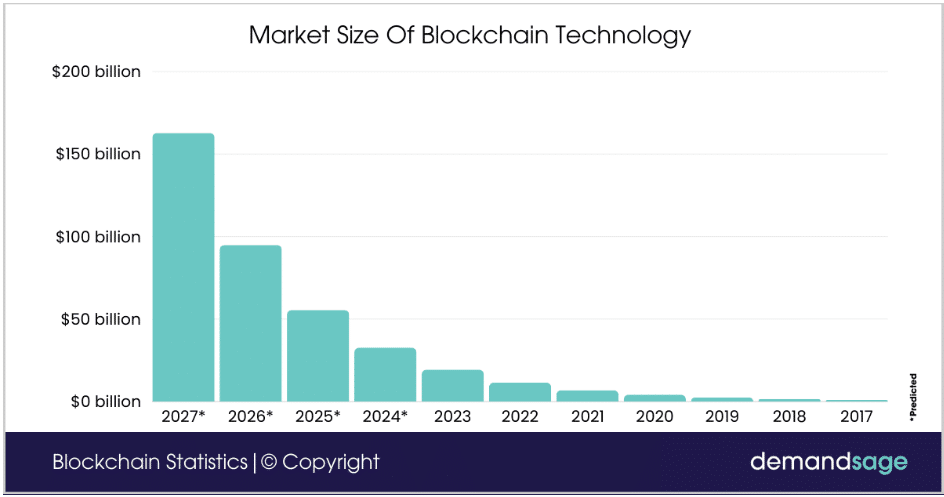 Market Size Of Blockchain Technology
$200 billion
$150 billion
$100 billion
$50 billion
$0 billion
2027* 2026* 2025* 2024* 2023 2022 2021 2020 2019 2018 2017
*Predicted
Blockchain Statistics|© Copyright
demandsage